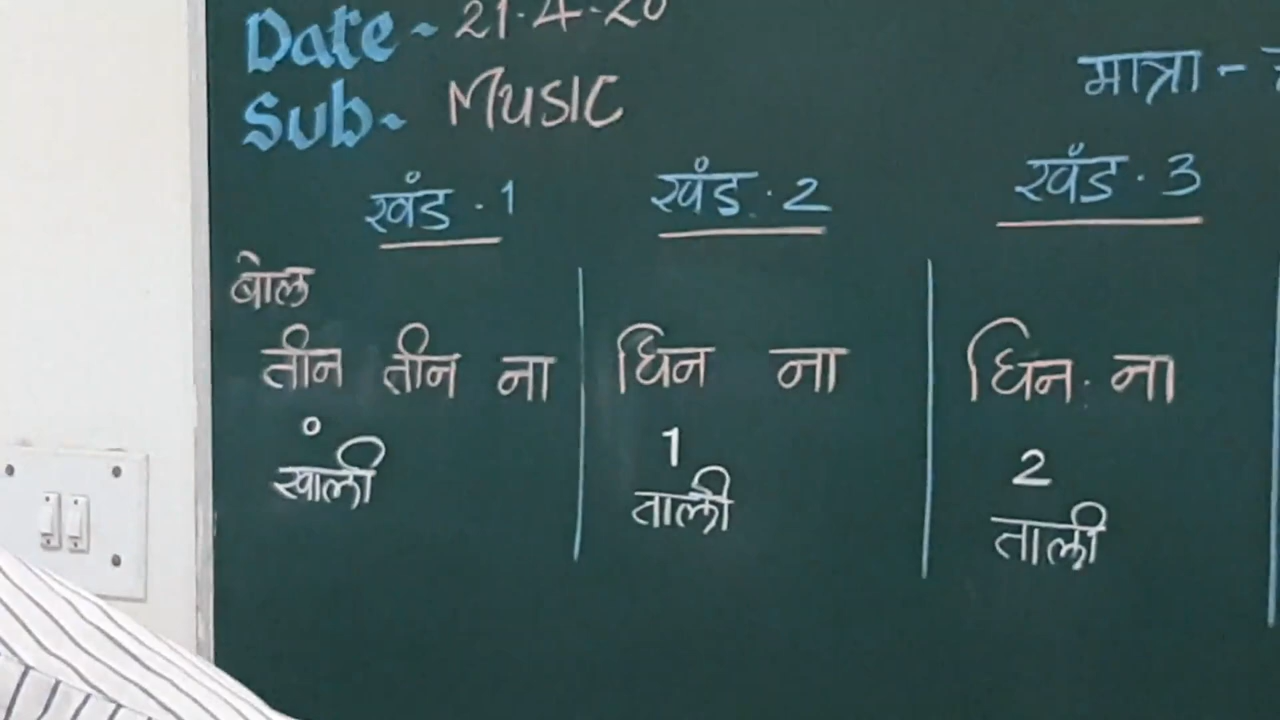 Date - 21-4-20
Sub- MUSIC
मात्रा -
खंड . 1 खंड . 2 खंड . 3
बोल
तीन तीन ना धिन ना धिन ना
0 1 2
खाली ताली ताली